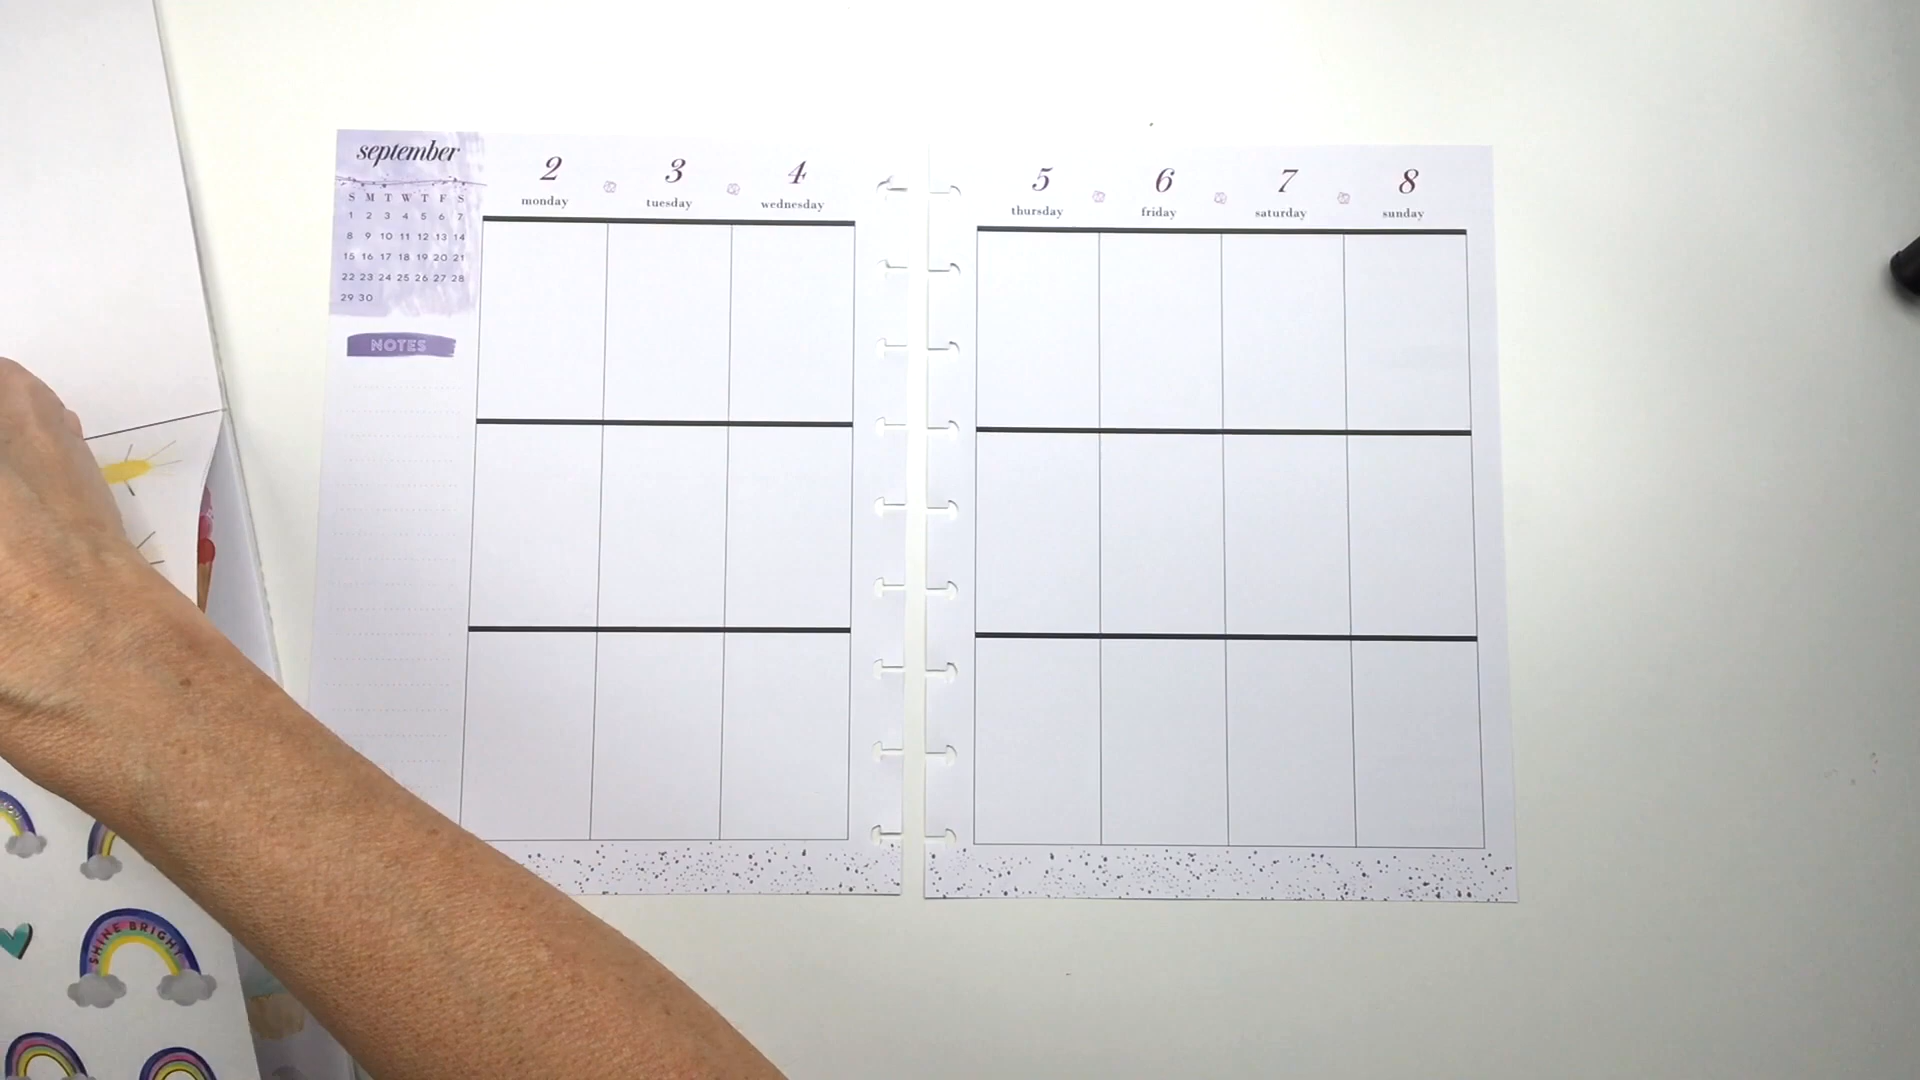 september
S M T W T F S
1 2 3 4 5 6 7
8 9 10 11 12 13 14
15 16 17 18 19 20 21
22 23 24 25 26 27 28
29 30
NOTES
2 3 4
monday tuesday wednesday
5 6 7 8
thursday friday saturday sunday
SHINE BRIGHT